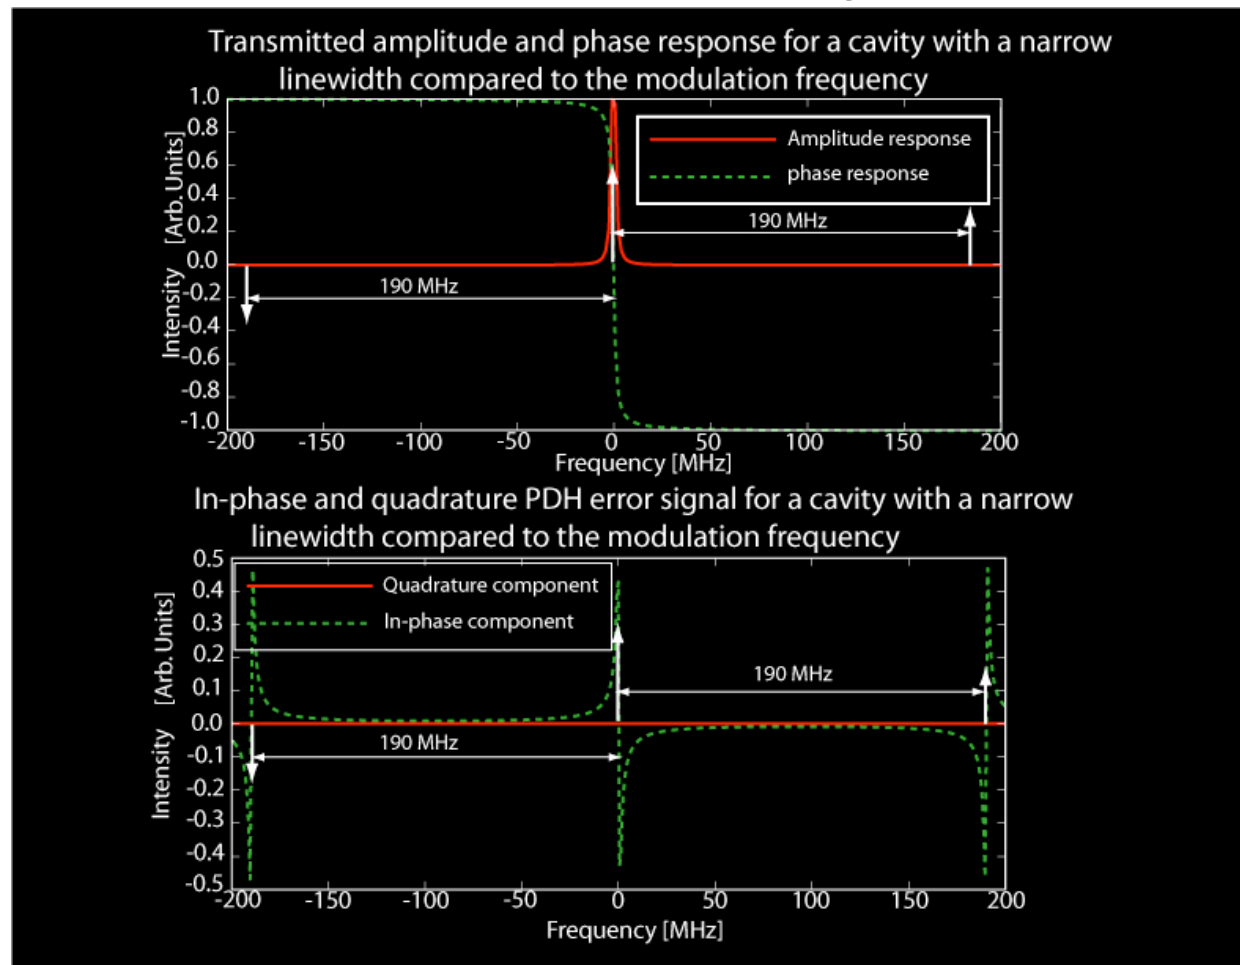 Transmitted amplitude and phase response for a cavity with a narrow
linewidth compared to the modulation frequency
1.0
0.8
0.6
0.4
0.2
0.0
-0.2
-0.4
-0.6
-0.8
-1.0
Intensity [Arb. Units]
Amplitude response
phase response
190 MHz
190 MHz
-200 -150 -100 -50 0 50 100 150 200
Frequency [MHz]
In-phase and quadrature PDH error signal for a cavity with a narrow
linewidth compared to the modulation frequency
0.5
0.4
0.3
0.2
0.1
0.0
-0.1
-0.2
-0.3
-0.4
-0.5
Intensity [Arb. Units]
Quadrature component
In-phase component
190 MHz
190 MHz
-200 -150 -100 -50 0 50 100 150 200
Frequency [MHz]